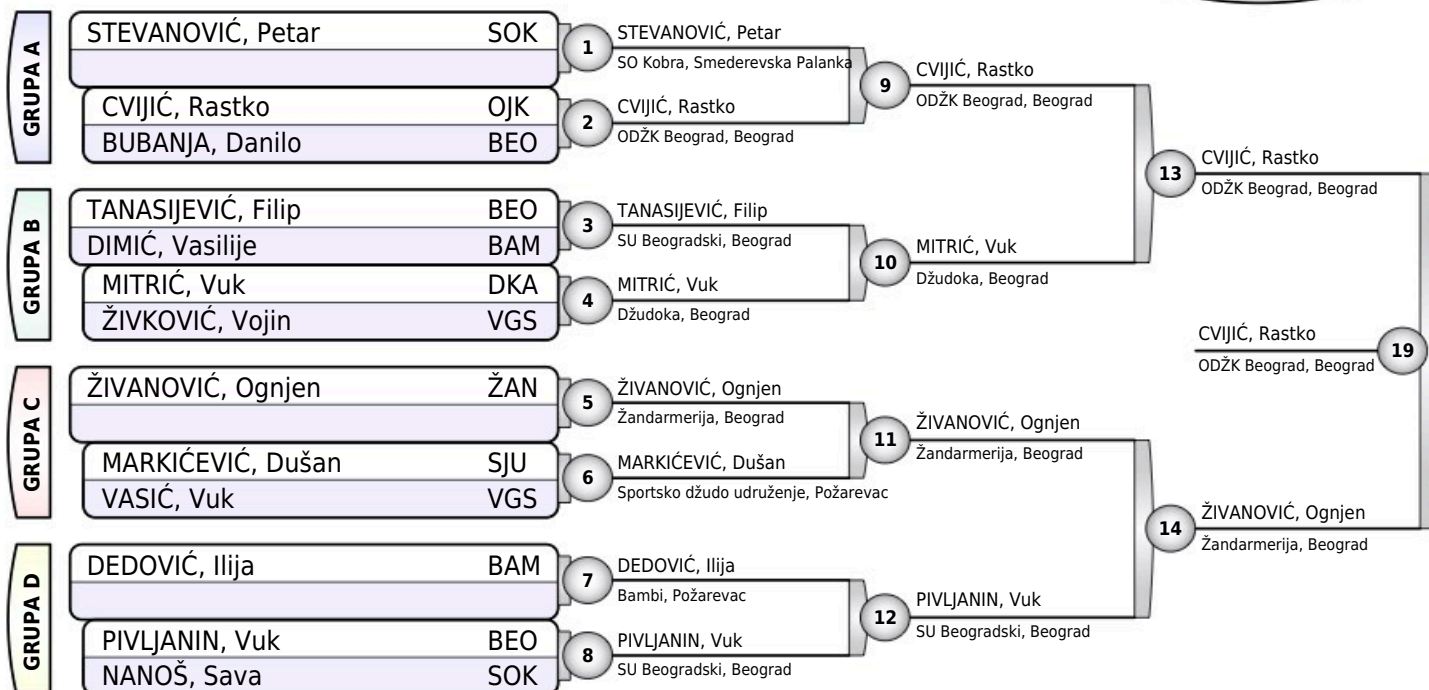 GRUPA A
STEVANOVIĆ, Petar SOK
CVIJIĆ, Rastko OJK
BUBANJA, Danilo BEO
GRUPA B
TANASIJEVIĆ, Filip BEO
DIMIĆ, Vasilije BAM
MITRIĆ, Vuk DKA
ŽIVKOVIĆ, Vojin VGS
GRUPA C
ŽIVANOVIĆ, Ognjen ŽAN
MARKIĆEVIĆ, Dušan SJU
VASIĆ, Vuk VGS
GRUPA D
DEDOVIĆ, Ilija BAM
PIVLJANIN, Vuk BEO
NANOŠ, Sava SOK
1
STEVANOVIĆ, Petar
SO Kobra, Smederevska Palanka
2
CVIJIĆ, Rastko
ODŽK Beograd, Beograd
3
TANASIJEVIĆ, Filip
SU Beogradski, Beograd
4
MITRIĆ, Vuk
Džudoka, Beograd
5
ŽIVANOVIĆ, Ognjen
Žandarmerija, Beograd
6
MARKIĆEVIĆ, Dušan
Sportsko džudo udruženje, Požarevac
7
DEDOVIĆ, Ilija
Bambi, Požarevac
8
PIVLJANIN, Vuk
SU Beogradski, Beograd
9
CVIJIĆ, Rastko
ODŽK Beograd, Beograd
10
MITRIĆ, Vuk
Džudoka, Beograd
11
ŽIVANOVIĆ, Ognjen
Žandarmerija, Beograd
12
PIVLJANIN, Vuk
SU Beogradski, Beograd
13
CVIJIĆ, Rastko
ODŽK Beograd, Beograd
14
ŽIVANOVIĆ, Ognjen
Žandarmerija, Beograd
CVIJIĆ, Rastko
ODŽK Beograd, Beograd
19